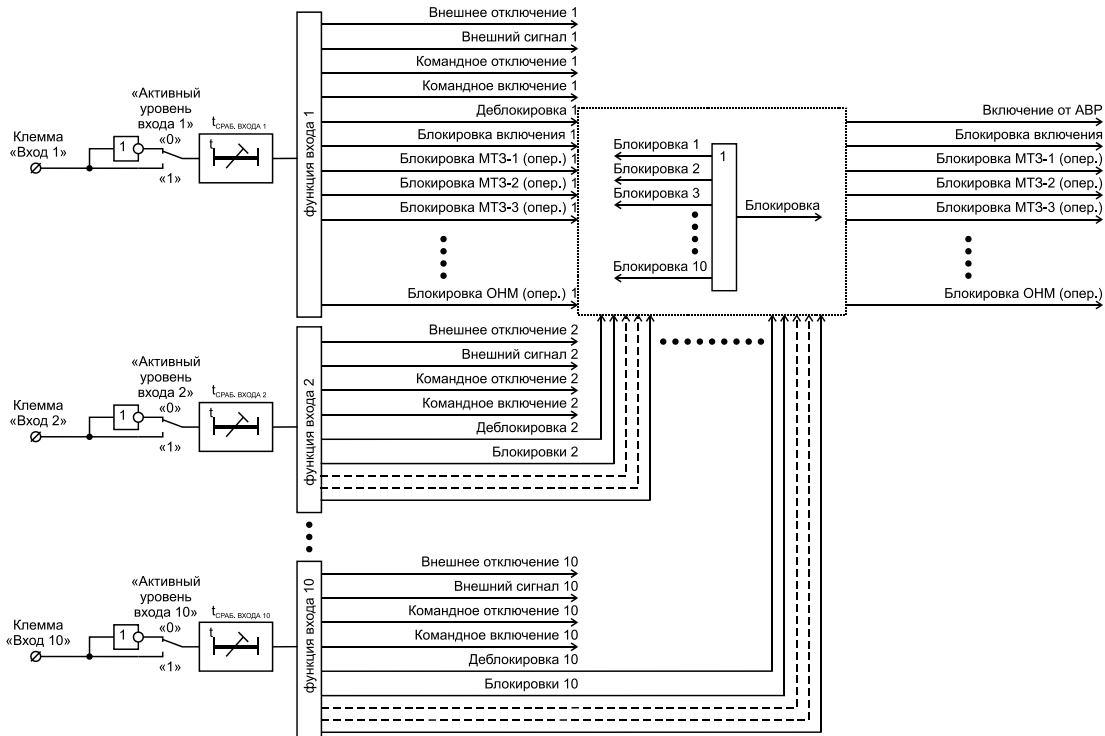 Внешнее отключение 1
Внешний сигнал 1
Командное отключение 1
Командное включение 1
Деблокировка 1
Блокировка включения 1
Блокировка МТЗ-1 (опер.) 1
Блокировка МТЗ-2 (опер.) 1
Блокировка МТЗ-3 (опер.) 1
Блокировка ОНМ (опер.) 1
«Активный
уровень
входа 1»
«0»
«1»
Клемма
«Вход 1»
1
tСРАБ. ВХОДА 1
t
функция входа 1
Блокировка 1
Блокировка 2
Блокировка 3
Блокировка 10
1
Блокировка
Включение от АВР
Блокировка включения
Блокировка МТЗ-1 (опер.)
Блокировка МТЗ-2 (опер.)
Блокировка МТЗ-3 (опер.)
Блокировка ОНМ (опер.)
Внешнее отключение 2
Внешний сигнал 2
Командное отключение 2
Командное включение 2
Деблокировка 2
Блокировки 2
«Активный
уровень
входа 2»
«0»
«1»
Клемма
«Вход 2»
1
tСРАБ. ВХОДА 2
t
функция входа 2
Внешнее отключение 10
Внешний сигнал 10
Командное отключение 10
Командное включение 10
Деблокировка 10
Блокировки 10
«Активный
уровень
входа 10»
«0»
«1»
Клемма
«Вход 10»
1
tСРАБ. ВХОДА 10
t
функция входа 10